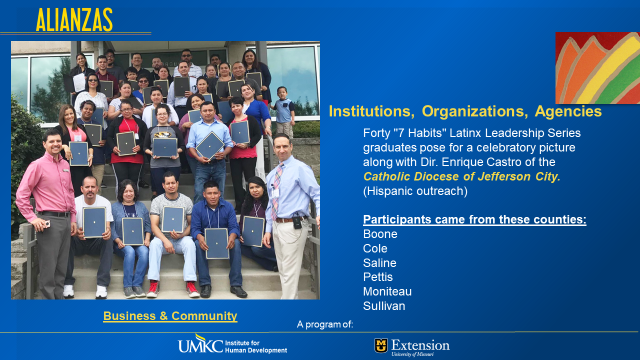 ALIANZAS
Institutions, Organizations, Agencies
Forty "7 Habits" Latinx Leadership Series
graduates pose for a celebratory picture
along with Dir. Enrique Castro of the
Catholic Diocese of Jefferson City.
(Hispanic outreach)
Participants came from these counties:
Boone
Cole
Saline
Pettis
Moniteau
Sullivan
Business & Community
A program of:
UMKC Institute for
Human Development
MU Extension
University of Missouri